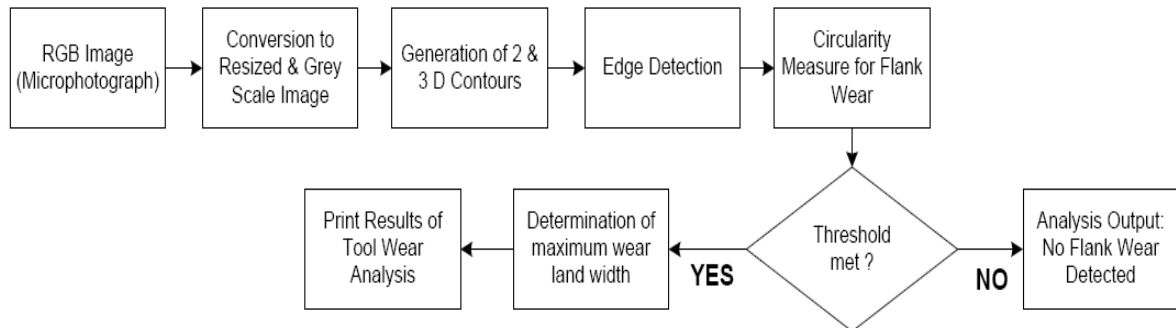 RGB Image
(Microphotograph)
Conversion to
Resized & Grey
Scale Image
Generation of 2 &
3 D Contours
Edge Detection
Circularity
Measure for Flank
Wear
Threshold
met ?
YES
NO
Determination of
maximum wear
land width
Print Results of
Tool Wear
Analysis
Analysis Output:
No Flank Wear
Detected